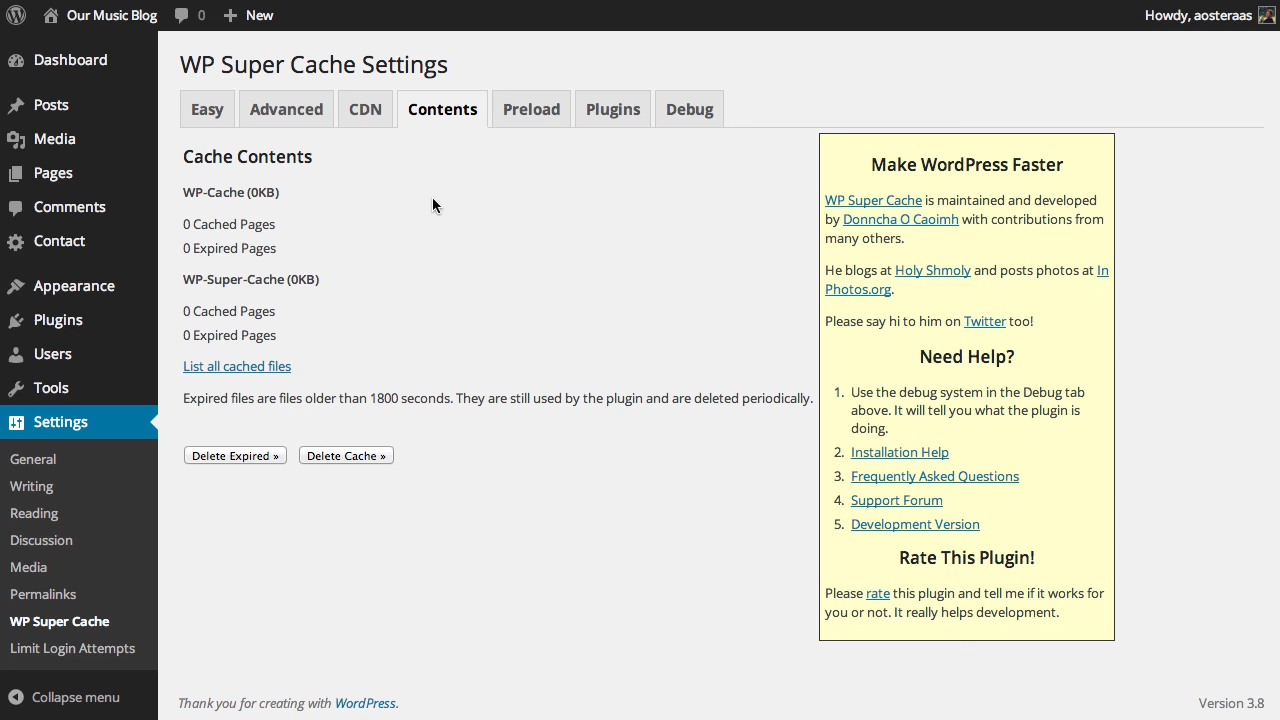 Our Music Blog 0 New Howdy, aosteraas
Dashboard
Posts
Media
Pages
Comments
Contact
Appearance
Plugins
Users
Tools
Settings
General
Writing
Reading
Discussion
Media
Permalinks
WP Super Cache
Limit Login Attempts
Collapse menu
WP Super Cache Settings
Easy Advanced CDN Contents Preload Plugins Debug
Cache Contents
WP-Cache (0KB)
0 Cached Pages
0 Expired Pages
WP-Super-Cache (0KB)
0 Cached Pages
0 Expired Pages
List all cached files
Expired files are files older than 1800 seconds. They are still used by the plugin and are deleted periodically.
Delete Expired » Delete Cache »
Make WordPress Faster
WP Super Cache is maintained and developed
by Donncha O Caoimh with contributions from
many others.
He blogs at Holy Shmoly and posts photos at In
Photos.org.
Please say hi to him on Twitter too!
Need Help?
1. Use the debug system in the Debug tab
above. It will tell you what the plugin is
doing.
2. Installation Help
3. Frequently Asked Questions
4. Support Forum
5. Development Version
Rate This Plugin!
Please rate this plugin and tell me if it works for
you or not. It really helps development.
Thank you for creating with WordPress. Version 3.8